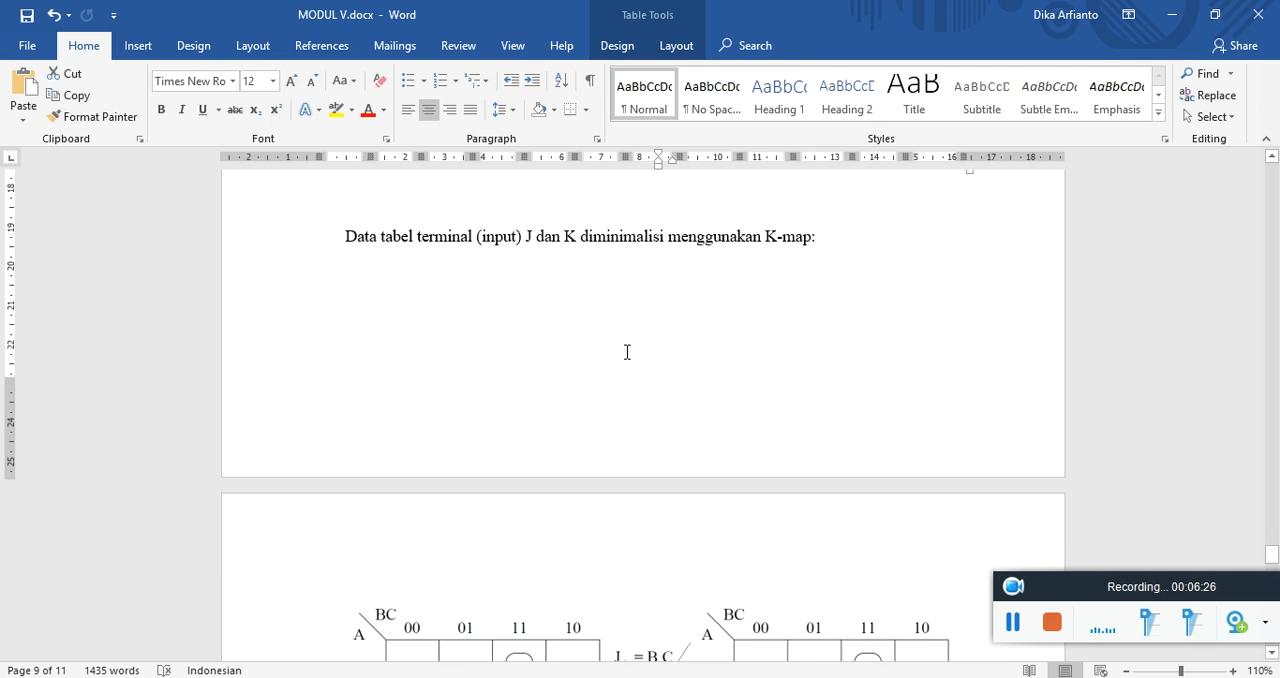 MODUL V.docx - Word
Table Tools
Dika Arfianto
File Home Insert Design Layout References Mailings Review View Help Design Layout Search Share
Paste Cut Copy Format Painter
Times New Ro 12
Clipboard Font Paragraph Styles Editing
AaBbCcDc ¶ Normal
AaBbCcDc ¶ No Spac...
AaBbCc Heading 1
AaBbCcE Heading 2
AaB Title
AaBbCcD Subtitle
AaBbCcDc Subtle Em...
AaBbCcDc Emphasis
Find
Replace
Select
Data tabel terminal (input) J dan K diminimalisi menggunakan K-map:
BC
A 00 01 11 10
BC
A 00 01 11 10
Recording... 00:06:26
Page 9 of 11 1435 words Indonesian 110%